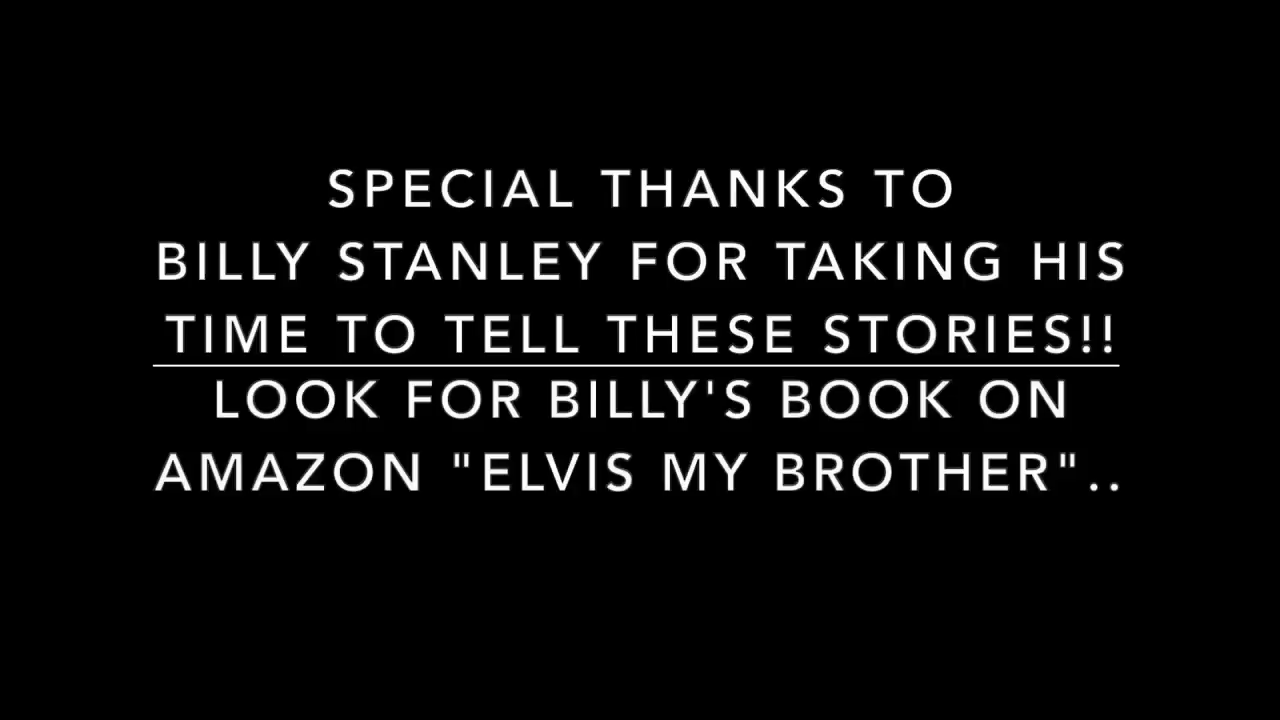 SPECIAL THANKS TO
BILLY STANLEY FOR TAKING HIS
TIME TO TELL THESE STORIES!!
LOOK FOR BILLY'S BOOK ON
AMAZON "ELVIS MY BROTHER"..